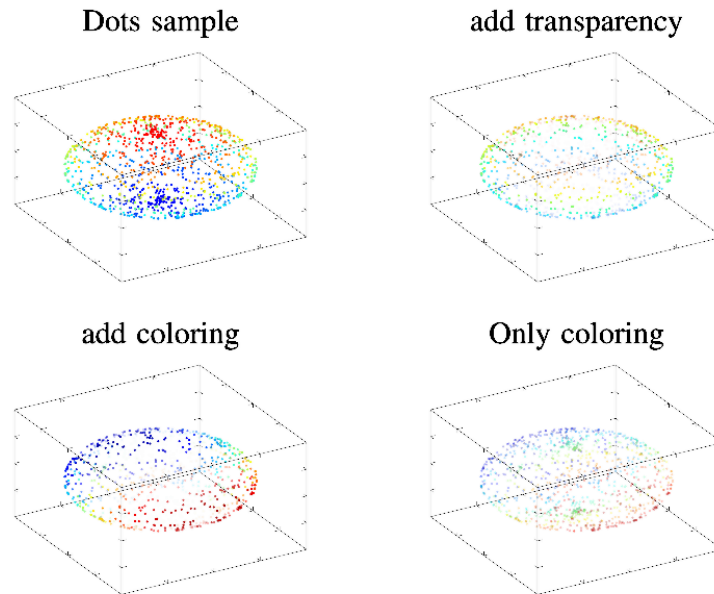 Dots sample
add transparency
add coloring
Only coloring